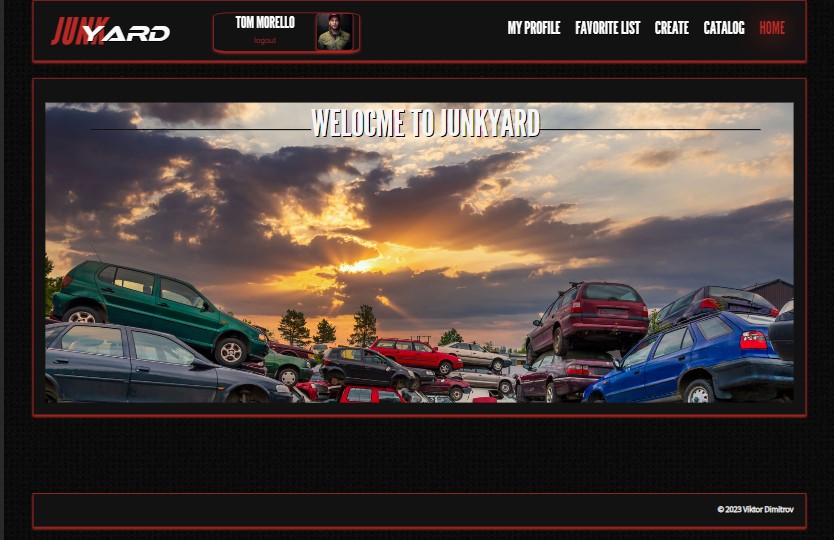 JUNKYARD
TOM MORELLO
logout
MY PROFILE FAVORITE LIST CREATE CATALOG HOME
WELOCME TO JUNKYARD
© 2023 Viktor Dimitrov